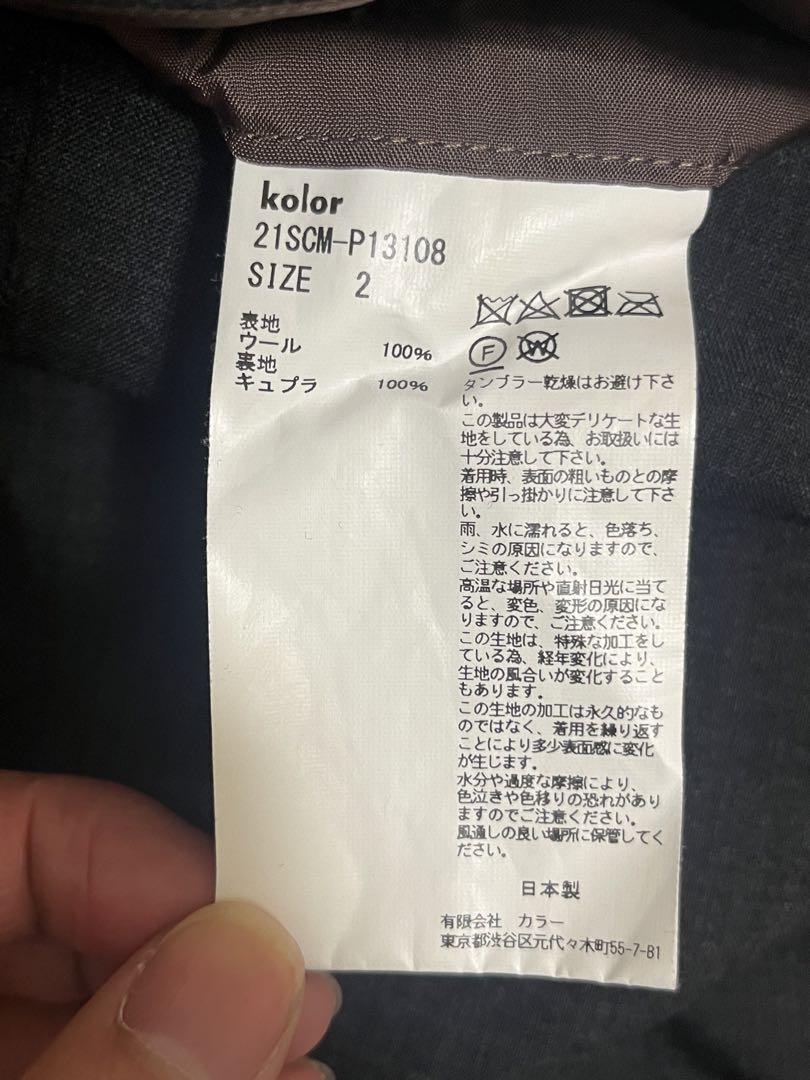 kolor
21SCM-P13108
SIZE 2
表地
ウール 100%
裏地
キュプラ 100%
F
W
タンブラー乾燥はお避け下さ
い。
この製品は大変デリケートな生
地をしている為、お取扱いには
十分注意して下さい。
着用時、表面の粗いものとの摩
擦や引っ掛かりに注意して下さ
い。
雨、水に濡れると、色落ち、
シミの原因になりますので、
ご注意ください。
高温な場所や直射日光に当て
ると、変色、変形の原因にな
りますので、ご注意ください。
この生地は、特殊な加工をし
ている為、経年変化により、
生地の風合いが変化すること
もあります。
この生地の加工は永久的なも
のではなく、着用を繰り返す
ことにより多少表面感に変化
が生じます。
水分や過度な摩擦により、
色泣きや色移りの恐れがあり
ますのでご注意ください。
風通しの良い場所に保管してく
ださい。
日本製
有限会社 カラー
東京都渋谷区元代々木町55-7-B1